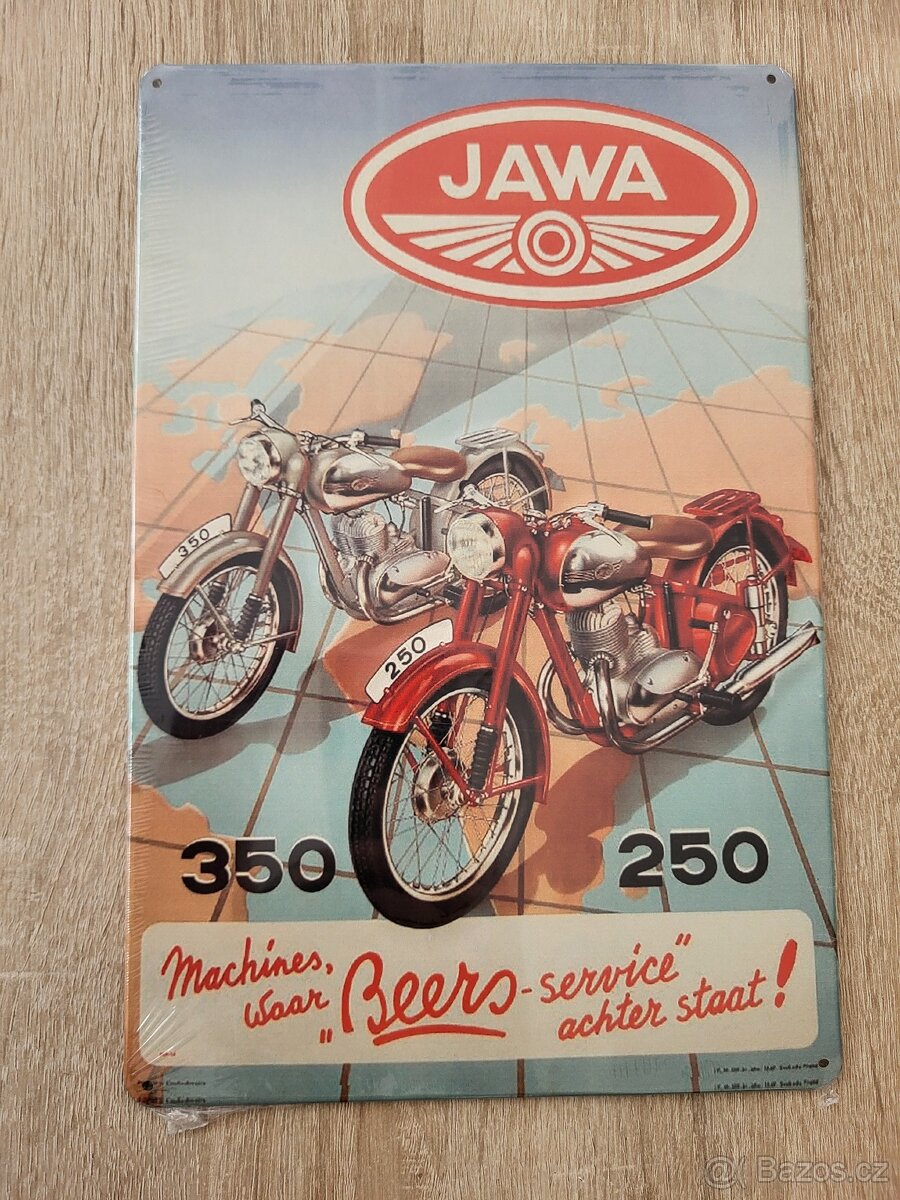 JAWA
350
250
350
250
Machines,
waar „Beers-service”
achter staat!
@( Bazos.cz